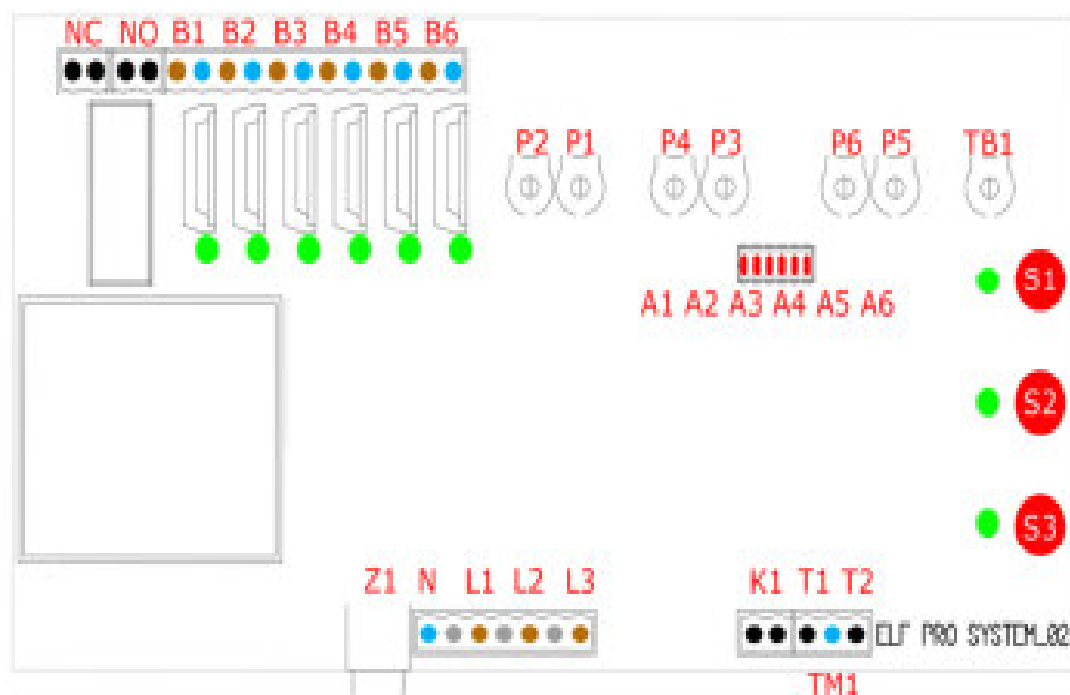 NC NO B1 B2 B3 B4 B5 B6
P2 P1 P4 P3 P6 P5 TB1
A1 A2 A3 A4 A5 A6
S1
S2
S3
Z1 N L1 L2 L3
K1 T1 T2
ELF PRO SYSTEM_02
TM1